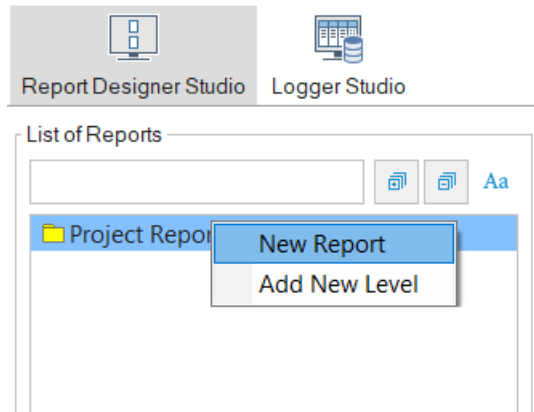 Report Designer Studio Logger Studio
List of Reports
Aa
Project Repor
New Report
Add New Level